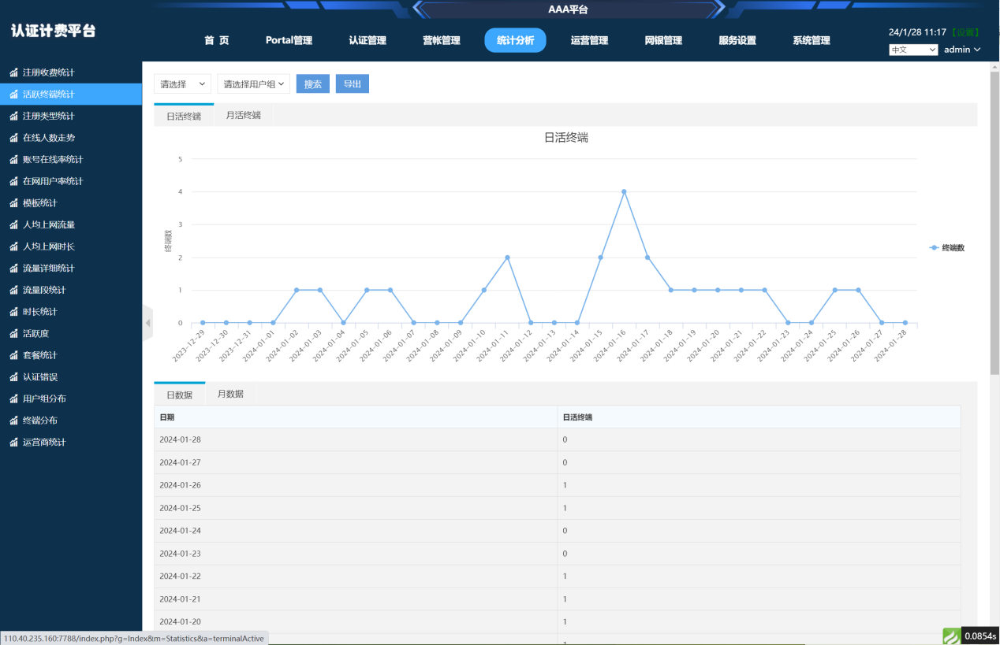 AAA平台
认证计费平台
首 页
Portal管理
认证管理
营帐管理
统计分析
运营管理
网银管理
服务设置
系统管理
24/1/28 11:17 【设置】
中文
admin
注册收费统计
活跃终端统计
注册类型统计
在线人数走势
账号在线率统计
在网用户率统计
模板统计
人均上网流量
人均上网时长
流量详细统计
流量段统计
时长统计
活跃度
套餐统计
认证错误
用户组分布
终端分布
运营商统计
请选择
请选择用户组
搜索
导出
日活终端
月活终端
日活终端
5
4
3
2
1
0
终端数
终端数
2023-12-29
2023-12-30
2023-12-31
2024-01-01
2024-01-02
2024-01-03
2024-01-04
2024-01-05
2024-01-06
2024-01-07
2024-01-08
2024-01-09
2024-01-10
2024-01-11
2024-01-12
2024-01-13
2024-01-14
2024-01-15
2024-01-16
2024-01-17
2024-01-18
2024-01-19
2024-01-20
2024-01-21
2024-01-22
2024-01-23
2024-01-24
2024-01-25
2024-01-26
2024-01-27
2024-01-28
日数据
月数据
日期 日活终端
2024-01-28 0
2024-01-27 0
2024-01-26 1
2024-01-25 1
2024-01-24 0
2024-01-23 0
2024-01-22 1
2024-01-21 1
2024-01-20 1
110.40.235.160:7788/index.php?g=Index&m=Statistics&a=terminalActive
0.0854s